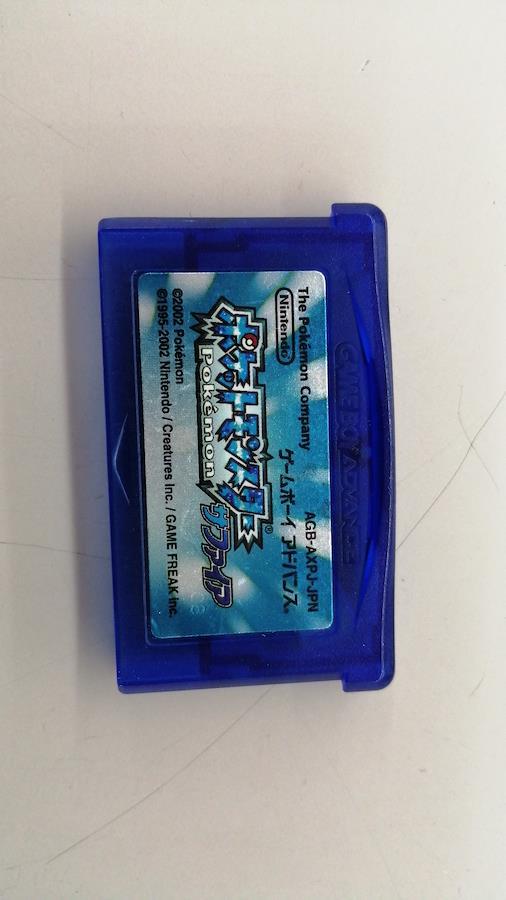 GAME BOY ADVANCE
The Pokémon Company
AGB-AXPJ-JPN
Nintendo®
ゲームボーイ アドバンス®
ポケットモンスター®
Pokémon
サファイア
©2002 Pokémon
©1995-2002 Nintendo / Creatures Inc. / GAME FREAK Inc.